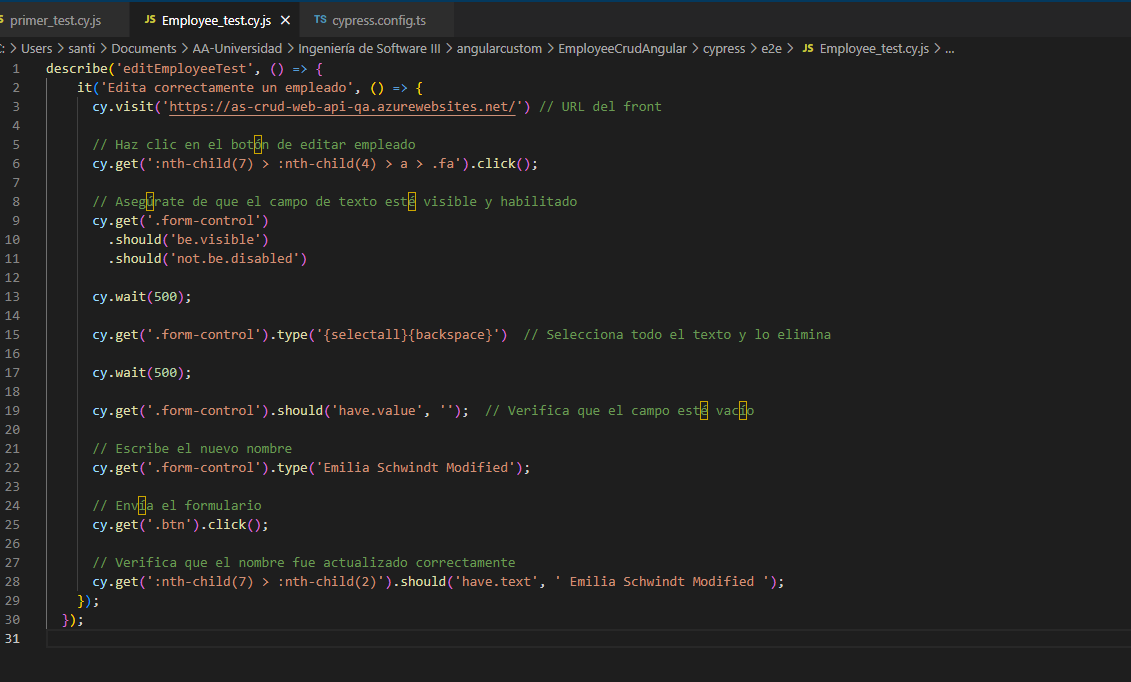 primer_test.cy.js
JS Employee_test.cy.js ×
TS cypress.config.ts
: > Users > santi > Documents > AA-Universidad > Ingeniería de Software III > angularcustom > EmployeeCrudAngular > cypress > e2e > JS Employee_test.cy.js > ...
1 describe('editEmployeeTest', () => {
2 it('Edita correctamente un empleado', () => {
3 cy.visit('https://as-crud-web-api-qa.azurewebsites.net/') // URL del front
4
5 // Haz clic en el botón de editar empleado
6 cy.get(':nth-child(7) > :nth-child(4) > a > .fa').click();
7
8 // Asegúrate de que el campo de texto esté visible y habilitado
9 cy.get('.form-control')
10 .should('be.visible')
11 .should('not.be.disabled')
12
13 cy.wait(500);
14
15 cy.get('.form-control').type('{selectall}{backspace}') // Selecciona todo el texto y lo elimina
16
17 cy.wait(500);
18
19 cy.get('.form-control').should('have.value', ''); // Verifica que el campo esté vacío
20
21 // Escribe el nuevo nombre
22 cy.get('.form-control').type('Emilia Schwindt Modified');
23
24 // Envía el formulario
25 cy.get('.btn').click();
26
27 // Verifica que el nombre fue actualizado correctamente
28 cy.get(':nth-child(7) > :nth-child(2)').should('have.text', ' Emilia Schwindt Modified ');
29 });
30 });
31